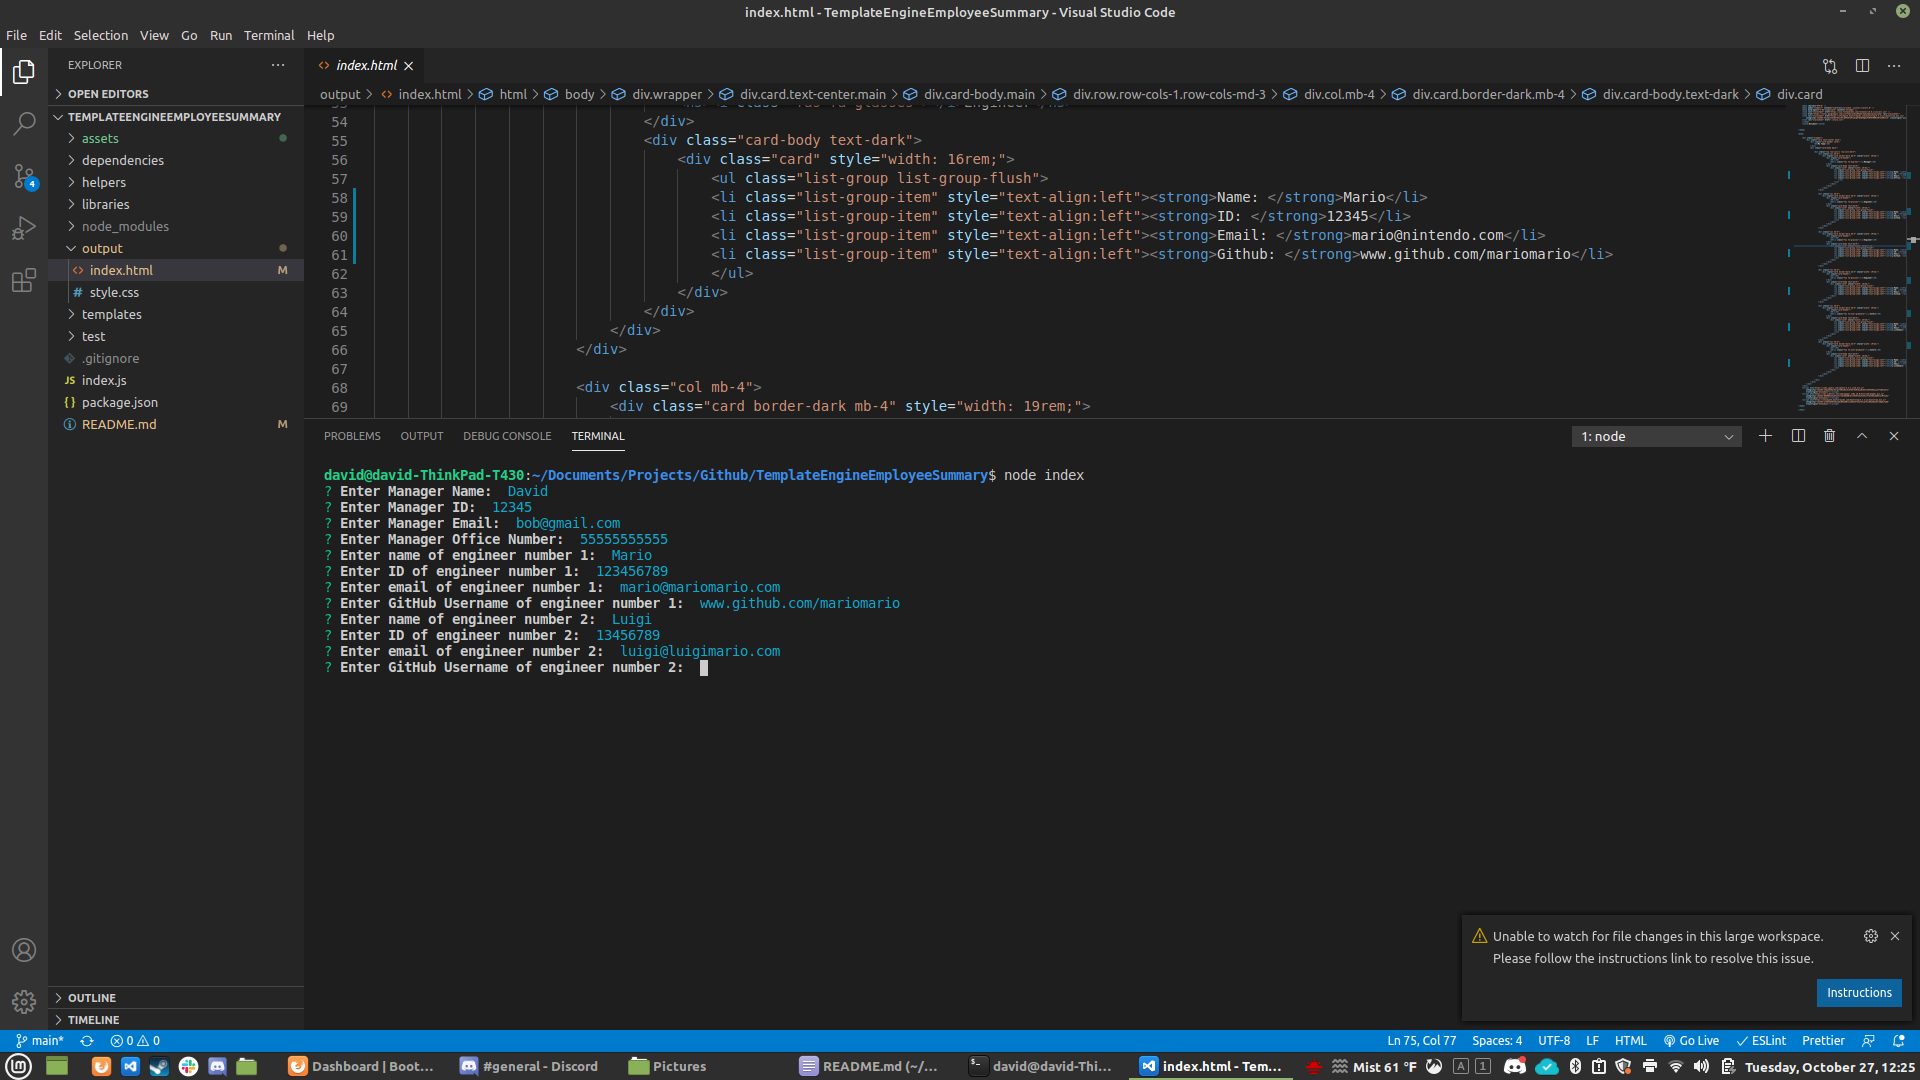 index.html - TemplateEngineEmployeeSummary - Visual Studio Code
File Edit Selection View Go Run Terminal Help
EXPLORER
OPEN EDITORS
TEMPLATEENGINEEMPLOYEESUMMARY
assets
dependencies
helpers
libraries
node_modules
output
index.html M
style.css
templates
test
.gitignore
index.js
package.json
README.md M
OUTLINE
TIMELINE
index.html
output > index.html > html > body > div.wrapper > div.card.text-center.main > div.card-body.main > div.row.row-cols-1.row-cols-md-3 > div.col.mb-4 > div.card.border-dark.mb-4 > div.card-body.text-dark > div.card
54 </div>
55 <div class="card-body text-dark">
56 <div class="card" style="width: 16rem;">
57 <ul class="list-group list-group-flush">
58 <li class="list-group-item" style="text-align:left"><strong>Name: </strong>Mario</li>
59 <li class="list-group-item" style="text-align:left"><strong>ID: </strong>12345</li>
60 <li class="list-group-item" style="text-align:left"><strong>Email: </strong>mario@nintendo.com</li>
61 <li class="list-group-item" style="text-align:left"><strong>Github: </strong>www.github.com/mariomario</li>
62 </ul>
63 </div>
64 </div>
65 </div>
66 </div>
67
68 <div class="col mb-4">
69 <div class="card border-dark mb-4" style="width: 19rem;">
PROBLEMS OUTPUT DEBUG CONSOLE TERMINAL
1: node
david@david-ThinkPad-T430:~/Documents/Projects/Github/TemplateEngineEmployeeSummary$ node index
? Enter Manager Name: David
? Enter Manager ID: 12345
? Enter Manager Email: bob@gmail.com
? Enter Manager Office Number: 55555555555
? Enter name of engineer number 1: Mario
? Enter ID of engineer number 1: 123456789
? Enter email of engineer number 1: mario@mariomario.com
? Enter GitHub Username of engineer number 1: www.github.com/mariomario
? Enter name of engineer number 2: Luigi
? Enter ID of engineer number 2: 13456789
? Enter email of engineer number 2: luigi@luigimario.com
? Enter GitHub Username of engineer number 2:
Unable to watch for file changes in this large workspace.
Please follow the instructions link to resolve this issue.
Instructions
main* 0 0 Ln 75, Col 77 Spaces: 4 UTF-8 LF HTML Go Live ESLint Prettier
Dashboard | Boot... #general - Discord Pictures README.md (~/... david@david-Thi... index.html - Tem... Mist 61 °F A 1 Tuesday, October 27, 12:25